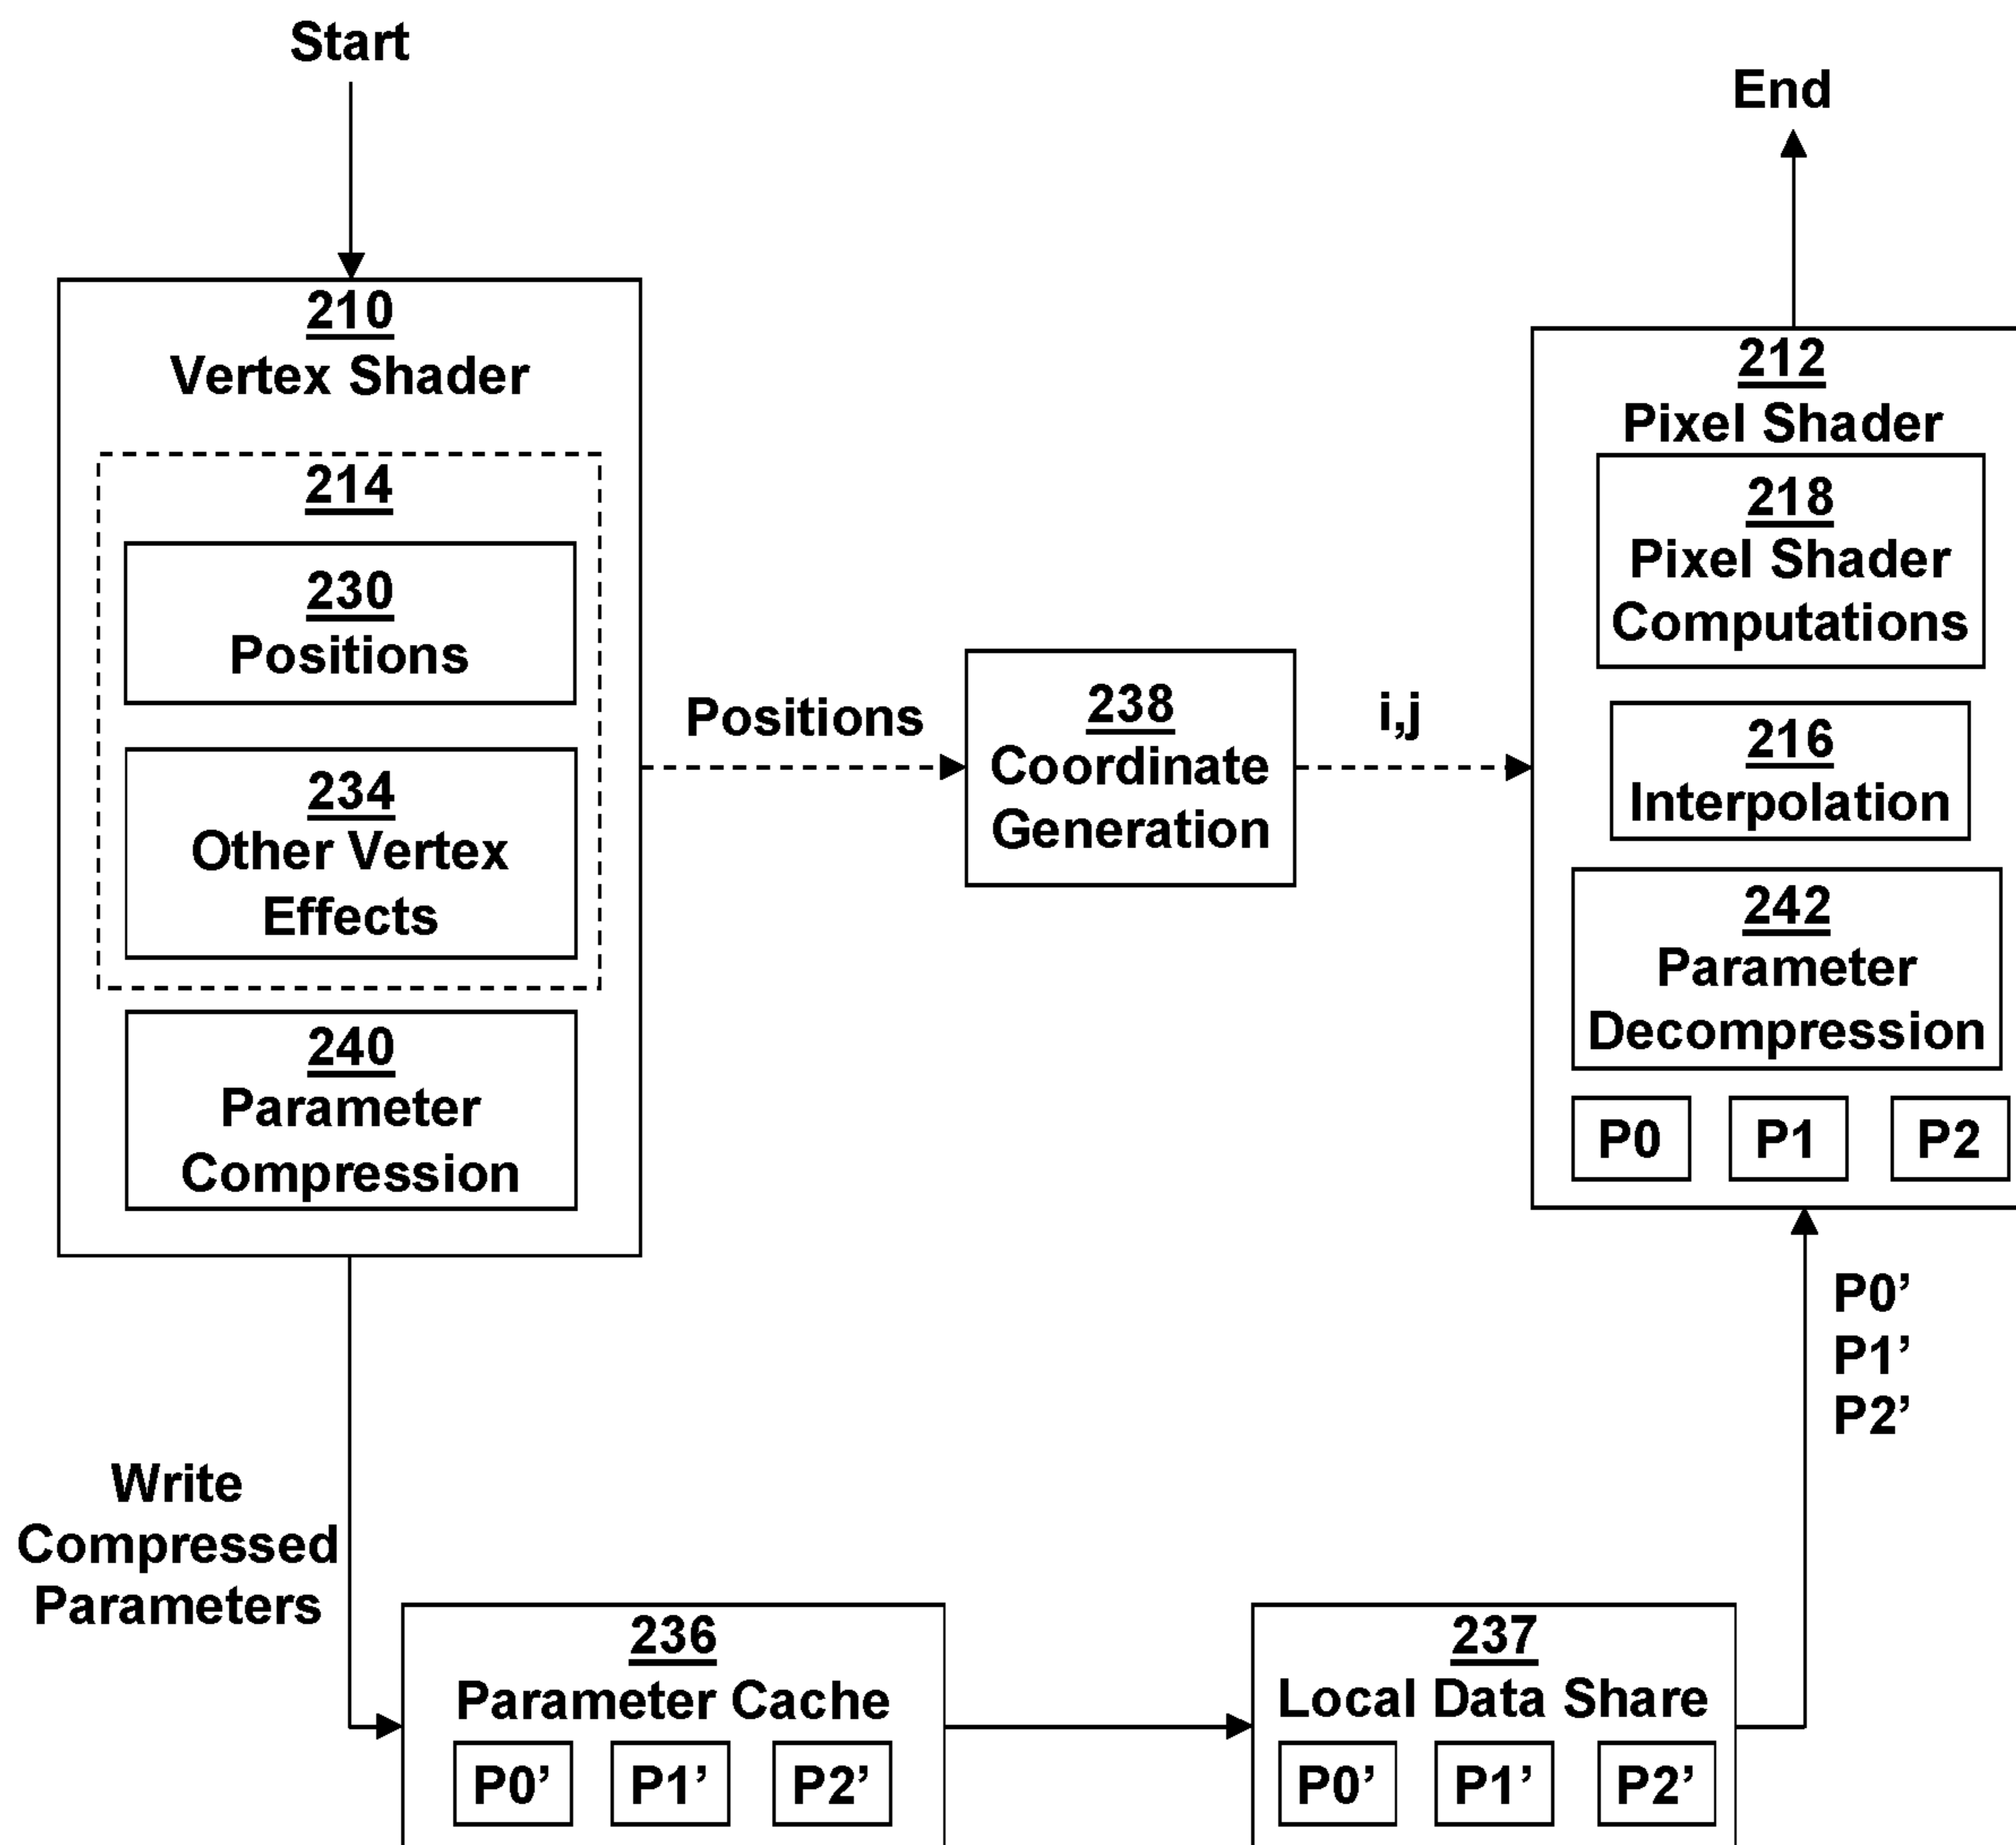 Start
End
210
Vertex Shader
214
230
Positions
234
Other Vertex
Effects
240
Parameter
Compression
Positions
238
Coordinate
Generation
i,j
212
Pixel Shader
218
Pixel Shader
Computations
216
Interpolation
242
Parameter
Decompression
P0 P1 P2
P0’
P1’
P2’
Write
Compressed
Parameters
236
Parameter Cache
P0’ P1’ P2’
237
Local Data Share
P0’ P1’ P2’